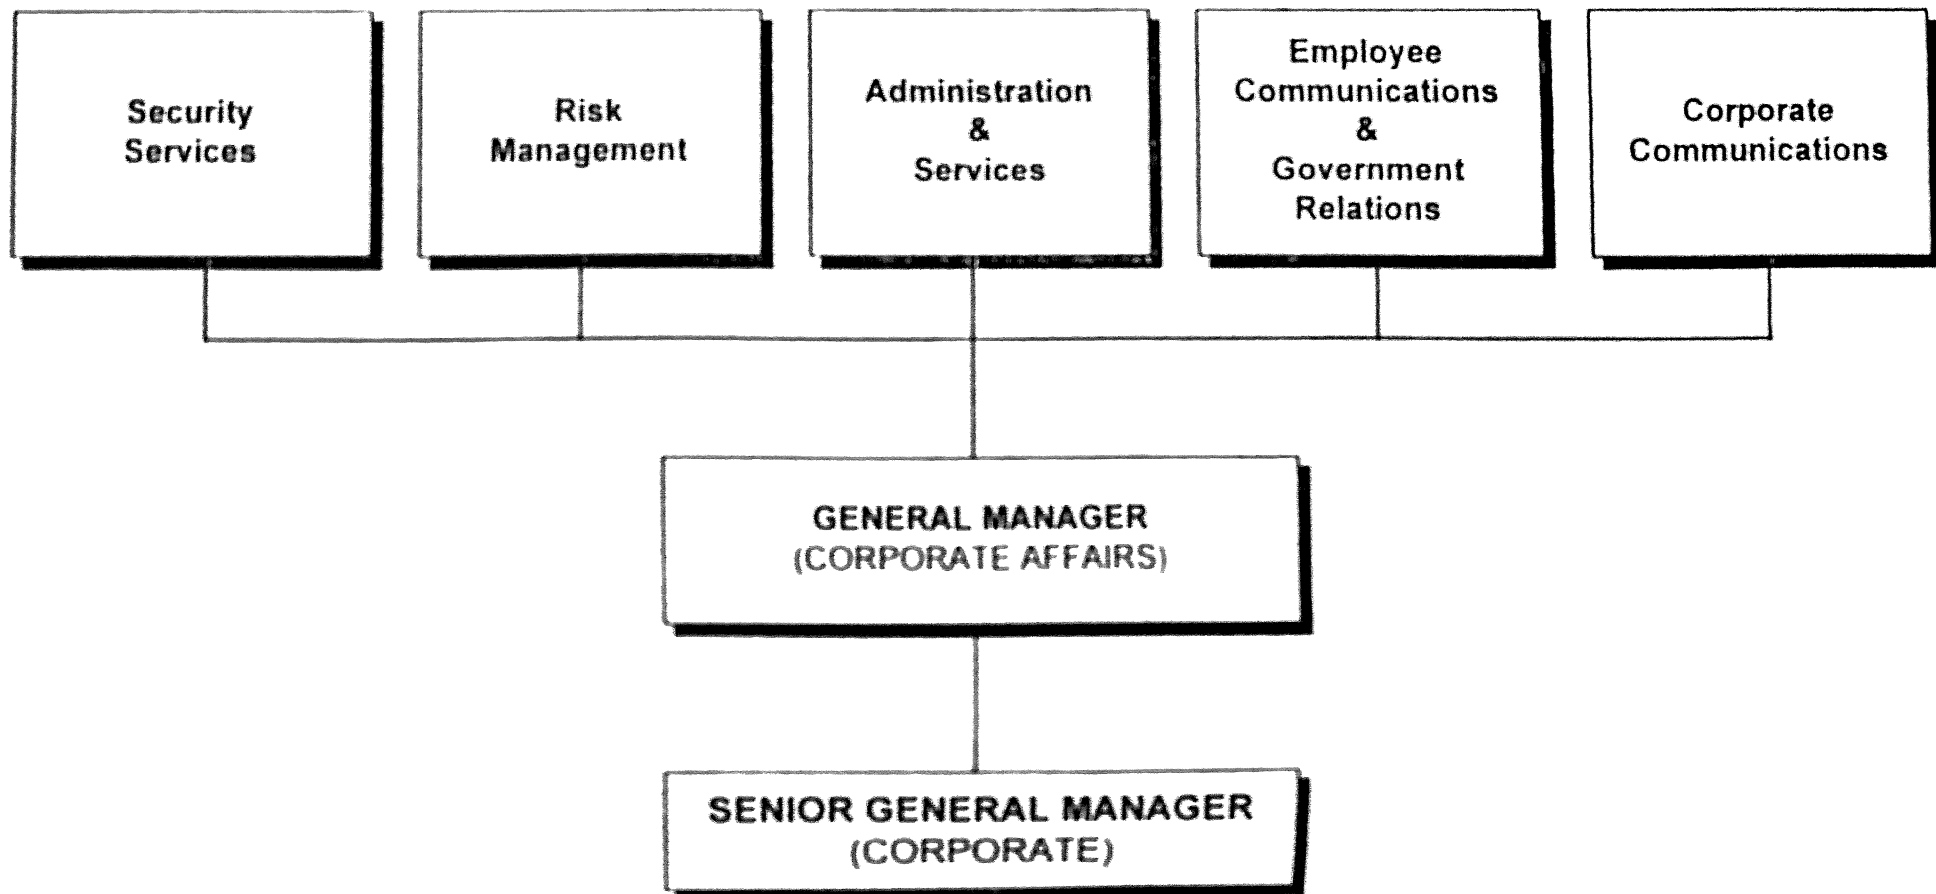 Security
Services
Risk
Management
Administration
&
Services
Employee
Communications
&
Government
Relations
Corporate
Communications
GENERAL MANAGER
(CORPORATE AFFAIRS)
SENIOR GENERAL MANAGER
(CORPORATE)